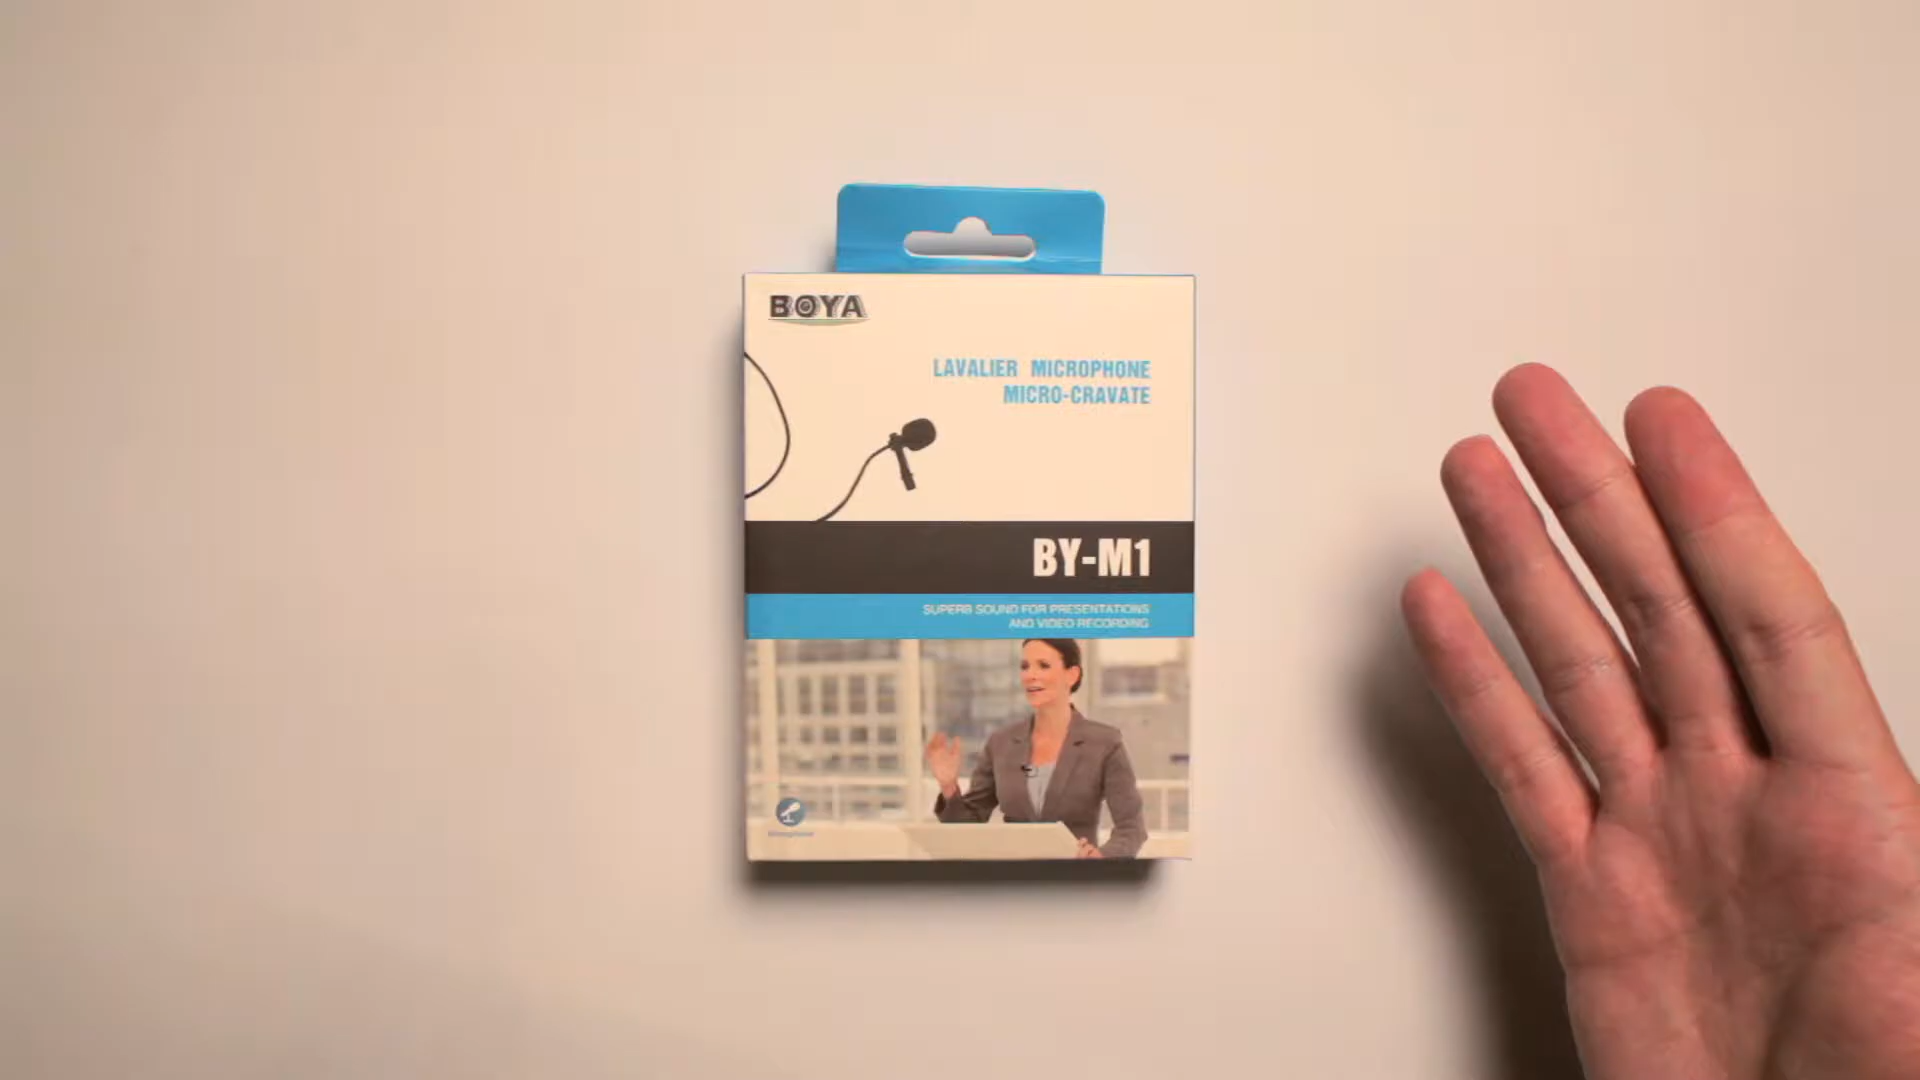 BOYA
LAVALIER MICROPHONE
MICRO-CRAVATE
BY-M1
SUPERB SOUND FOR PRESENTATIONS
AND VIDEO RECORDING